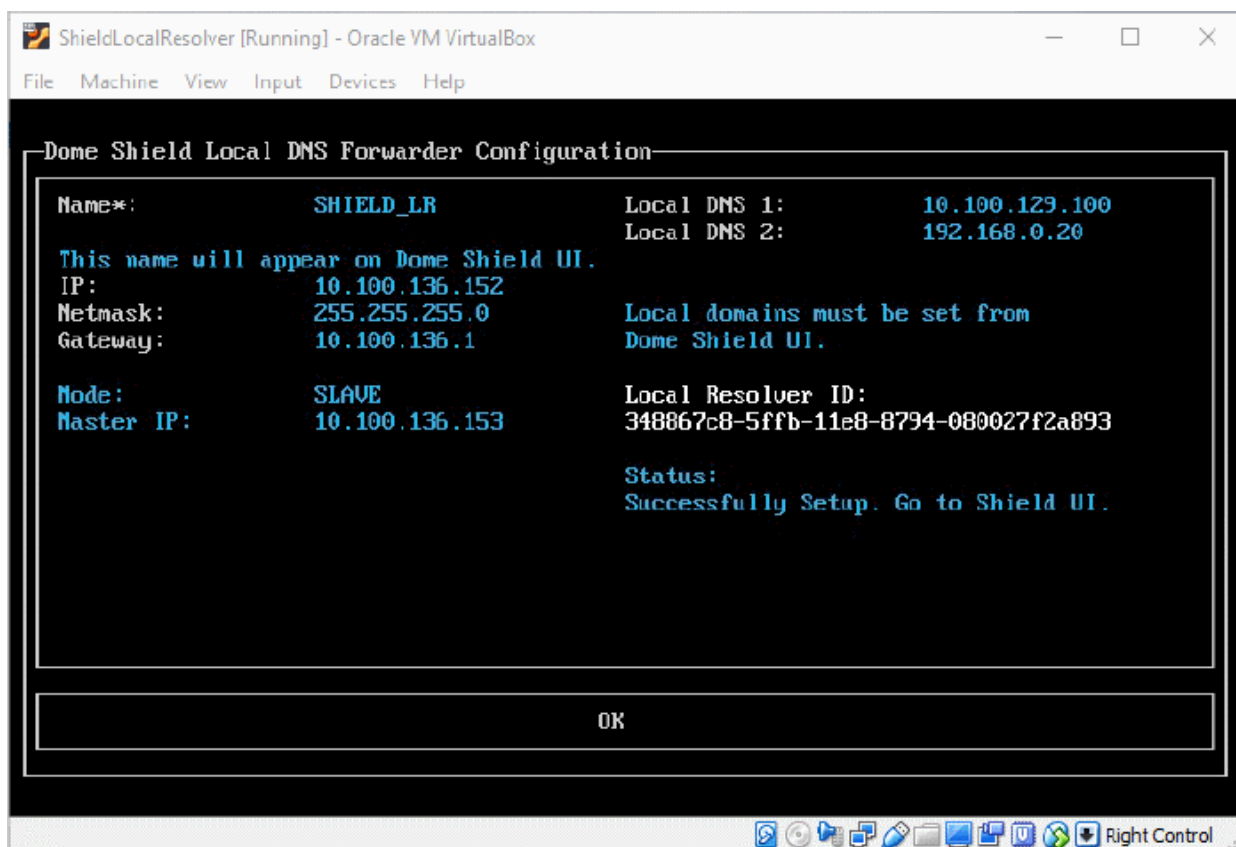 ShieldLocalResolver [Running] - Oracle VM VirtualBox
File Machine View Input Devices Help
Dome Shield Local DNS Forwarder Configuration
Name*: SHIELD_LR Local DNS 1: 10.100.129.100
Local DNS 2: 192.168.0.20
This name will appear on Dome Shield UI.
IP: 10.100.136.152
Netmask: 255.255.255.0 Local domains must be set from
Gateway: 10.100.136.1 Dome Shield UI.
Node: SLAVE Local Resolver ID:
Master IP: 10.100.136.153 348867c8-5ffb-11e8-8794-080027f2a893
Status:
Successfully Setup. Go to Shield UI.
OK
Right Control